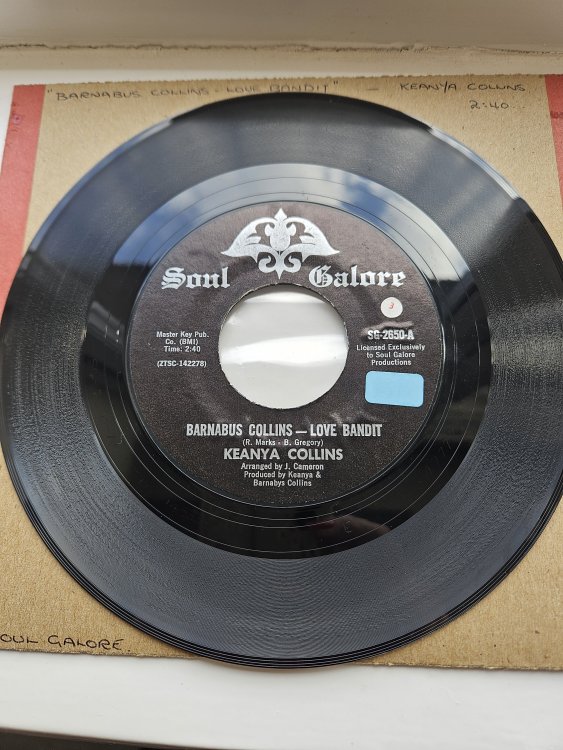 "BARNABUS COLLINS - LOVE BANDIT" — KEANYA COLLINS
2:40
Soul Galore
Master Key Pub.
Co. (BMI)
Time: 2:40
(ZTSC-142278)
SG-2650-A
Licensed Exclusively
to Soul Galore
Productions
BARNABUS COLLINS — LOVE BANDIT
(R. Marks - B. Gregory)
KEANYA COLLINS
Arranged by J. Cameron
Produced by Keanya &
Barnabys Collins
OUL GALORE